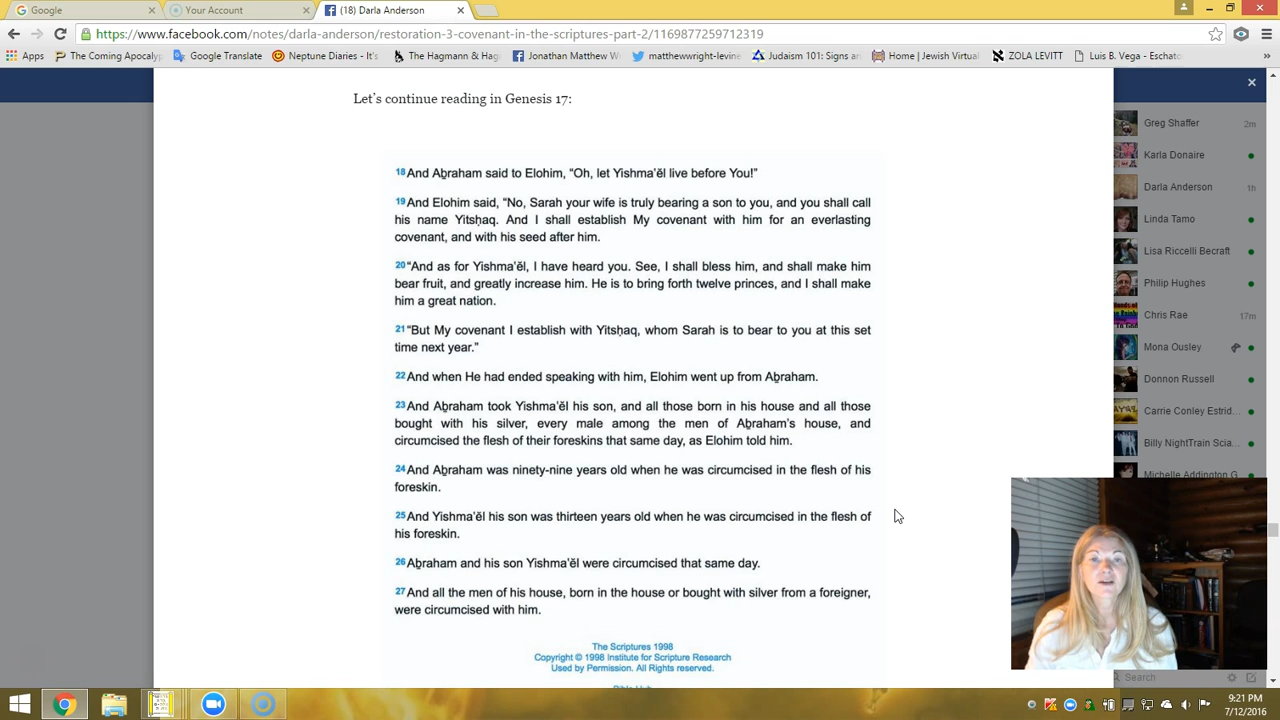 Google
Your Account
(18) Darla Anderson
https://www.facebook.com/notes/darla-anderson/restoration-3-covenant-in-the-scriptures-part-2/1169877259712319
Apps
The Coming Apocaly
Google Translate
Neptune Diaries - It's
The Hagmann & Hag
Jonathan Matthew W
matthewwright-levine
Judaism 101: Signs an
Home | Jewish Virtual
ZOLA LEVITT
Luis B. Vega - Eschato
Let's continue reading in Genesis 17:
18 And Aḇraham said to Elohim, “Oh, let Yishma‛ĕl live before You!”
19 And Elohim said, “No, Sarah your wife is truly bearing a son to you, and you shall call
his name Yitsḥaq. And I shall establish My covenant with him for an everlasting
covenant, and with his seed after him.
20 “And as for Yishma‛ĕl, I have heard you. See, I shall bless him, and shall make him
bear fruit, and greatly increase him. He is to bring forth twelve princes, and I shall make
him a great nation.
21 “But My covenant I establish with Yitsḥaq, whom Sarah is to bear to you at this set
time next year.”
22 And when He had ended speaking with him, Elohim went up from Aḇraham.
23 And Aḇraham took Yishma‛ĕl his son, and all those born in his house and all those
bought with his silver, every male among the men of Aḇraham's house, and
circumcised the flesh of their foreskins that same day, as Elohim told him.
24 And Aḇraham was ninety-nine years old when he was circumcised in the flesh of his
foreskin.
25 And Yishma‛ĕl his son was thirteen years old when he was circumcised in the flesh of
his foreskin.
26 Aḇraham and his son Yishma‛ĕl were circumcised that same day.
27 And all the men of his house, born in the house or bought with silver from a foreigner,
were circumcised with him.
The Scriptures 1998
Copyright © 1998 Institute for Scripture Research
Used by Permission. All Rights reserved.
Greg Shaffer 2m
Karla Donaire
Darla Anderson 1h
Linda Tamo
Lisa Riccelli Becraft
Philip Hughes
Chris Rae 17m
Mona Ousley
Donnon Russell
Carrie Conley Estrid...
Billy NightTrain Scia...
Michelle Addington G
Search
9:21 PM
7/12/2016